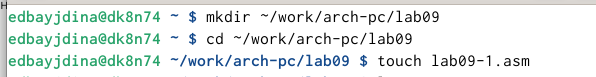 edbayjdina@dk8n74 ~ $ mkdir ~/work/arch-pc/lab09
edbayjdina@dk8n74 ~ $ cd ~/work/arch-pc/lab09
edbayjdina@dk8n74 ~/work/arch-pc/lab09 $ touch lab09-1.asm